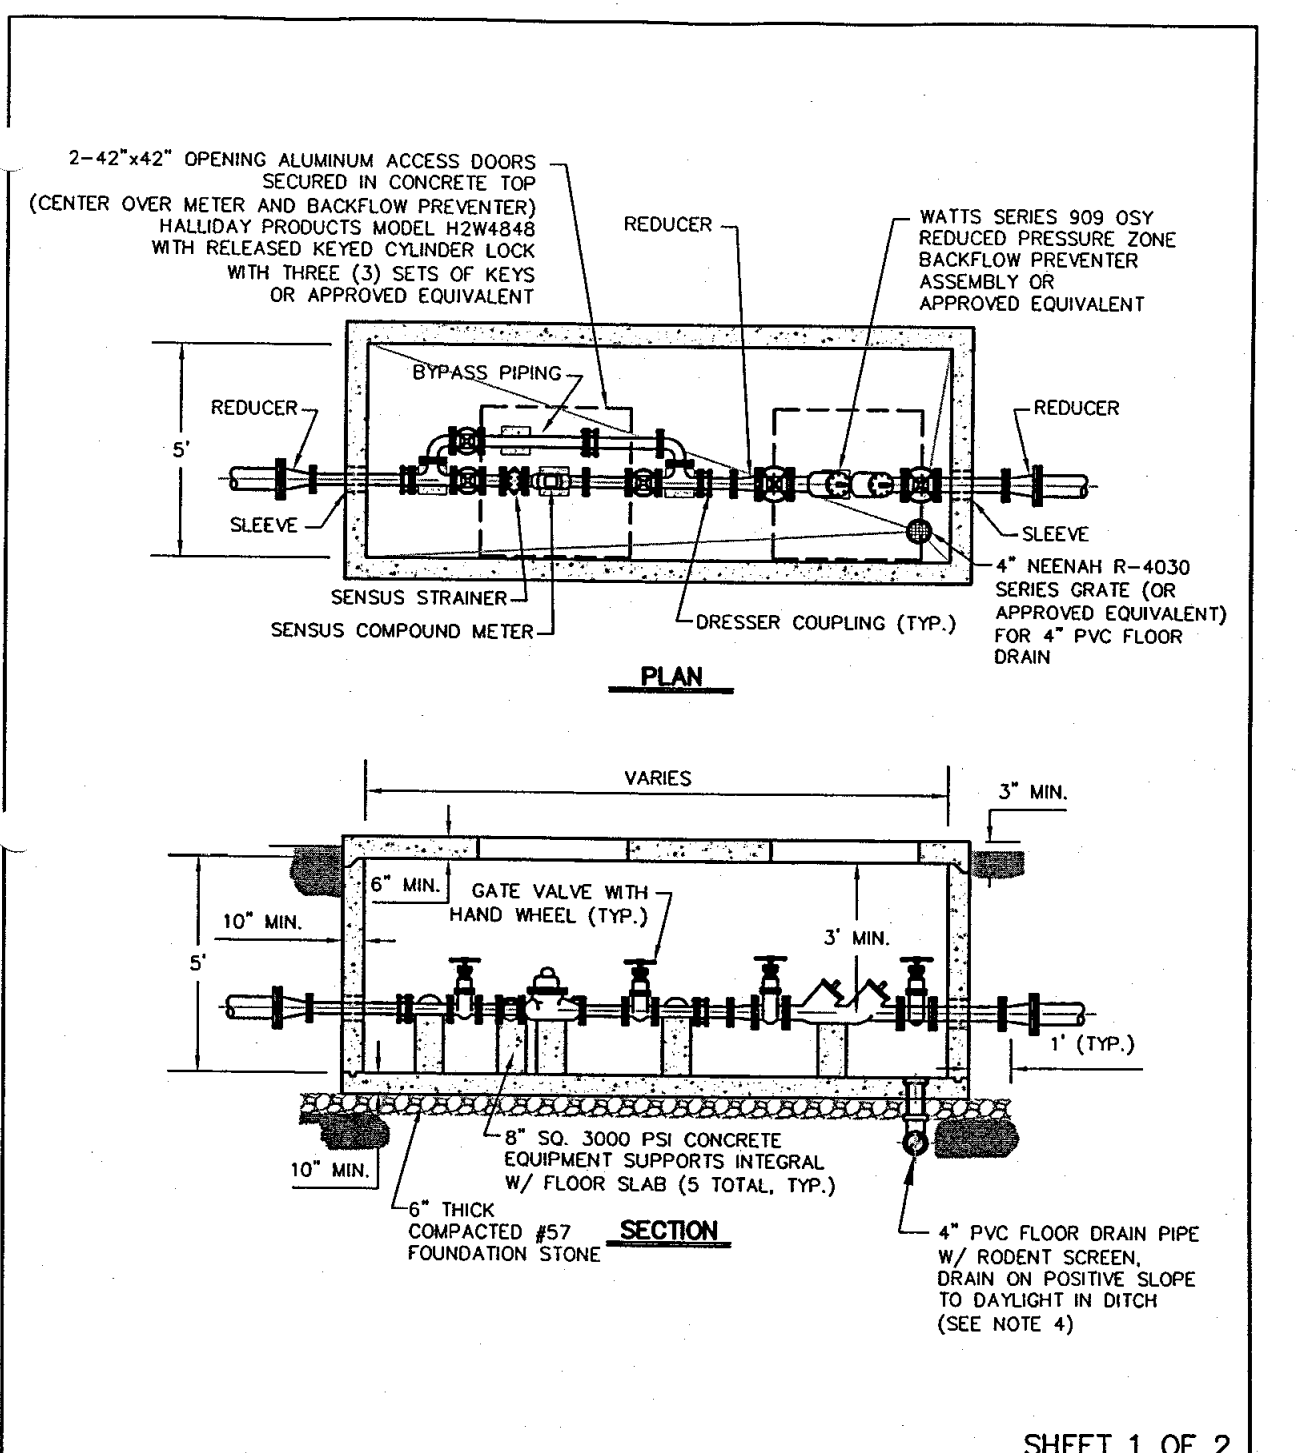 2-42"x42" OPENING ALUMINUM ACCESS DOORS
SECURED IN CONCRETE TOP
(CENTER OVER METER AND BACKFLOW PREVENTER)
HALLIDAY PRODUCTS MODEL H2W4848
WITH RELEASED KEYED CYLINDER LOCK
WITH THREE (3) SETS OF KEYS
OR APPROVED EQUIVALENT
REDUCER
WATTS SERIES 909 OSY
REDUCED PRESSURE ZONE
BACKFLOW PREVENTER
ASSEMBLY OR
APPROVED EQUIVALENT
BYPASS PIPING
REDUCER
REDUCER
5'
SLEEVE
SLEEVE
4" NEENAH R-4030
SERIES GRATE (OR
APPROVED EQUIVALENT)
FOR 4" PVC FLOOR
DRAIN
SENSUS STRAINER
SENSUS COMPOUND METER
DRESSER COUPLING (TYP.)
PLAN
VARIES
3" MIN.
6" MIN.
GATE VALVE WITH
HAND WHEEL (TYP.)
10" MIN.
3' MIN.
5'
1' (TYP.)
8" SQ. 3000 PSI CONCRETE
EQUIPMENT SUPPORTS INTEGRAL
W/ FLOOR SLAB (5 TOTAL, TYP.)
10" MIN.
6" THICK
COMPACTED #57
FOUNDATION STONE
SECTION
4" PVC FLOOR DRAIN PIPE
W/ RODENT SCREEN,
DRAIN ON POSITIVE SLOPE
TO DAYLIGHT IN DITCH
(SEE NOTE 4)
SHEET 1 OF 2